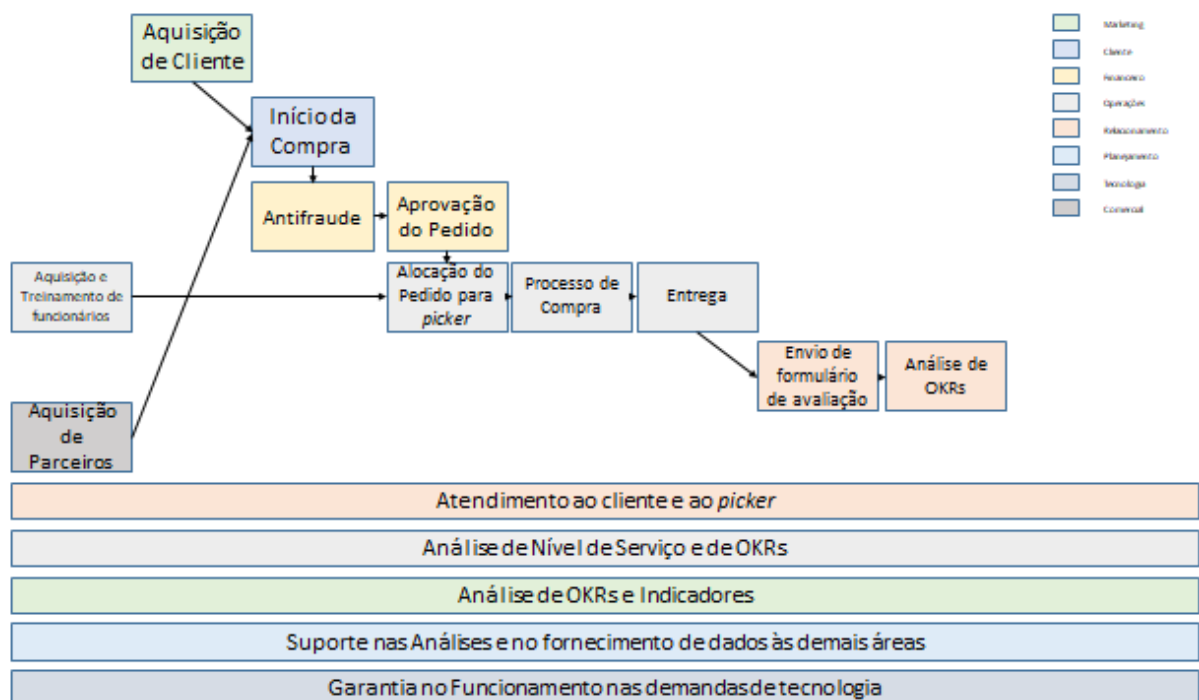 Aquisição
de Cliente
Início da
Compra
Antifraude
Aprovação
do Pedido
Aquisição e
Treinamento de
funcionários
Alocação do
Pedido para
picker
Processo de
Compra
Entrega
Envio de
formulário
de avaliação
Análise de
OKRs
Aquisição
de
Parceiros
Atendimento ao cliente e ao picker
Análise de Nível de Serviço e de OKRs
Análise de OKRs e Indicadores
Suporte nas Análises e no fornecimento de dados às demais áreas
Garantia no Funcionamento nas demandas de tecnologia
Marketing
Cliente
Financeiro
Operações
Relacionamento
Planejamento
Tecnologia
Comercial